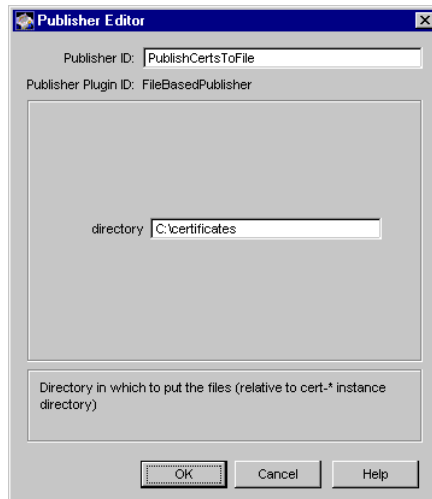 Publisher Editor
Publisher ID: PublishCertsToFile
Publisher Plugin ID: FileBasedPublisher
directory C:\certificates
Directory in which to put the files (relative to cert-* instance
directory)
OK Cancel Help